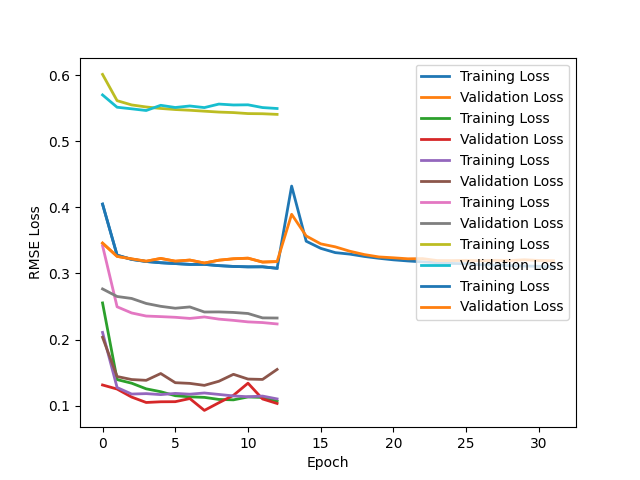 0.6
0.5
0.4
0.3
0.2
0.1
RMSE Loss
Training Loss
Validation Loss
Training Loss
Validation Loss
Training Loss
Validation Loss
Training Loss
Validation Loss
Training Loss
Validation Loss
Training Loss
Validation Loss
0 5 10 15 20 25 30
Epoch